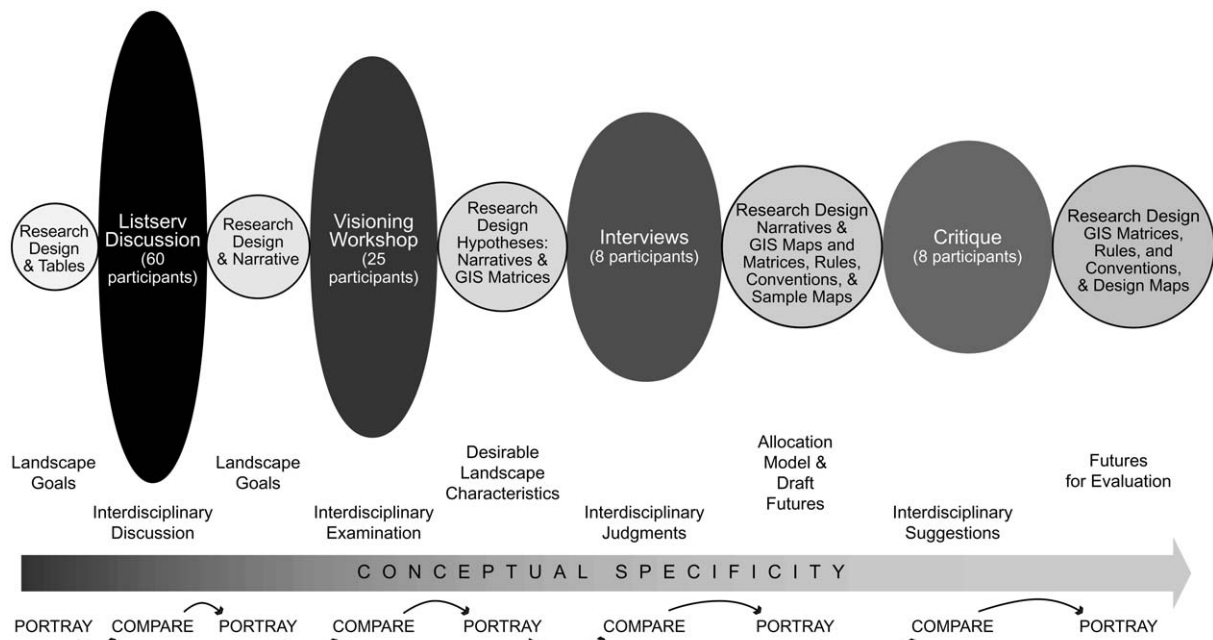 Research
Design
& Tables
Listserv
Discussion
(60
participants)
Research
Design
& Narrative
Visioning
Workshop
(25
participants)
Research
Design
Hypotheses:
Narratives &
GIS Matrices
Interviews
(8 participants)
Research Design
Narratives &
GIS Maps and
Matrices, Rules,
Conventions, &
Sample Maps
Critique
(8 participants)
Research Design
GIS Matrices,
Rules, and
Conventions,
& Design Maps
Landscape
Goals
Interdisciplinary
Discussion
Landscape
Goals
Interdisciplinary
Examination
Desirable
Landscape
Characteristics
Interdisciplinary
Judgments
Allocation
Model &
Draft
Futures
Interdisciplinary
Suggestions
Futures
for Evaluation
CONCEPTUAL SPECIFICITY
PORTRAY COMPARE PORTRAY COMPARE PORTRAY COMPARE PORTRAY COMPARE PORTRAY